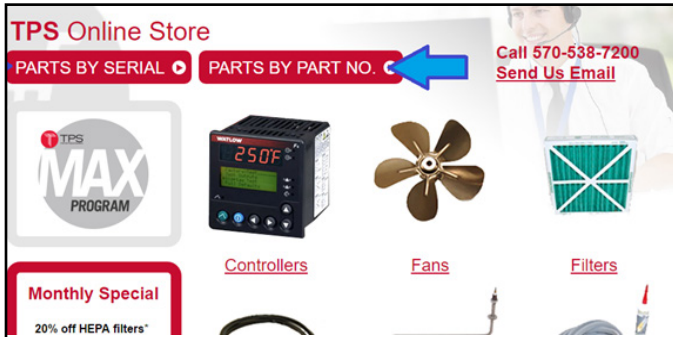 TPS Online Store
PARTS BY SERIAL
PARTS BY PART NO.
Call 570-538-7200
Send Us Email
TPS
MAX
PROGRAM
WATLOW
250°F
Controllers
Fans
Filters
Monthly Special
20% off HEPA filters*